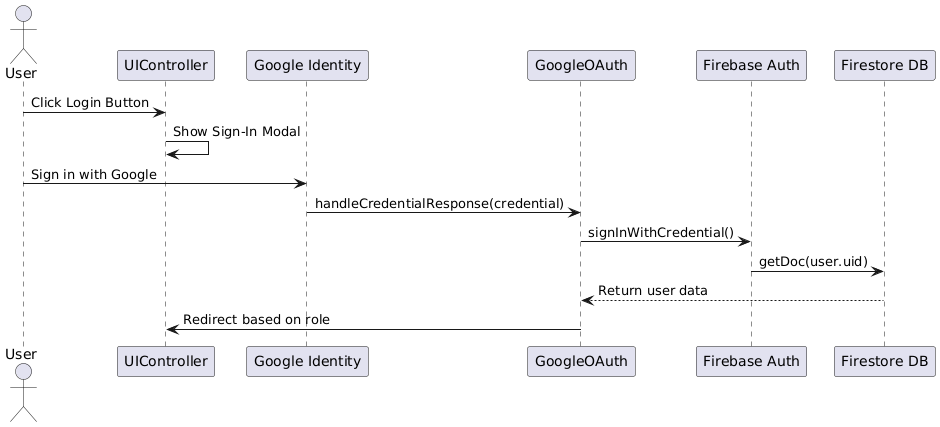 User
UIController
Google Identity
GoogleOAuth
Firebase Auth
Firestore DB
Click Login Button
Show Sign-In Modal
Sign in with Google
handleCredentialResponse(credential)
signInWithCredential()
getDoc(user.uid)
Return user data
Redirect based on role
User
UIController
Google Identity
GoogleOAuth
Firebase Auth
Firestore DB